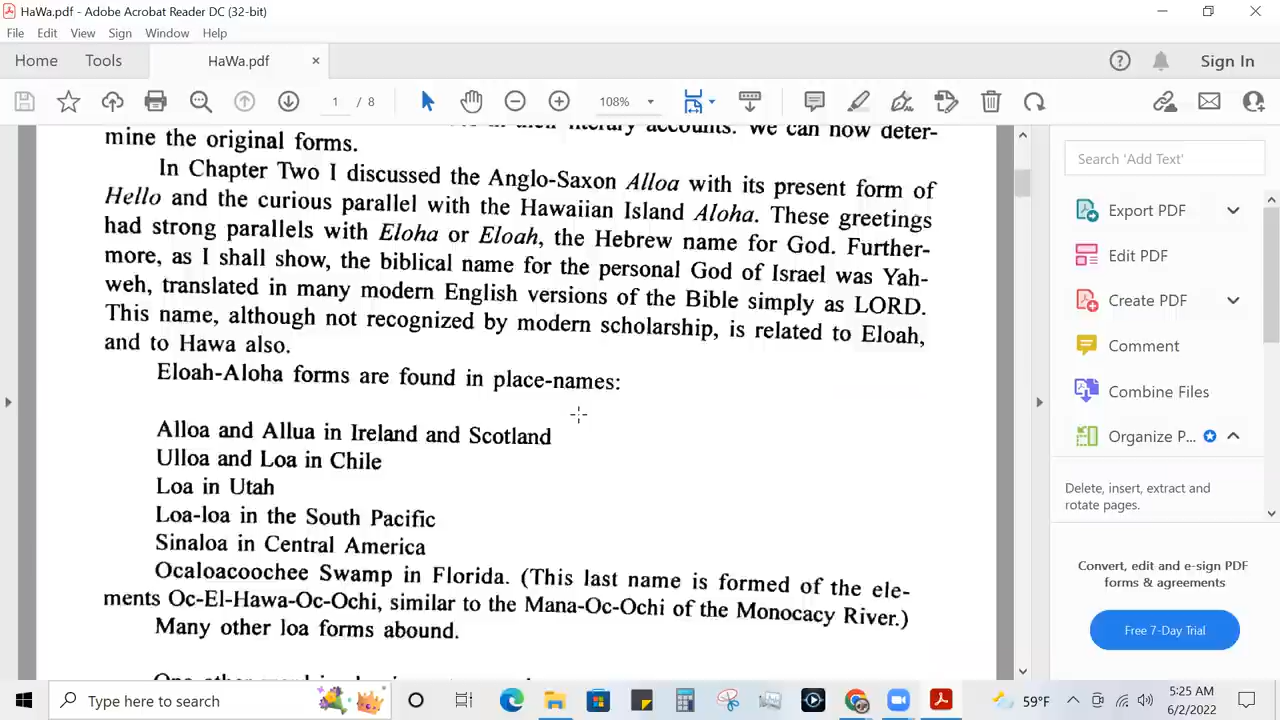 HaWa.pdf - Adobe Acrobat Reader DC (32-bit)
File Edit View Sign Window Help
Home Tools HaWa.pdf × Sign In
1 / 8 108%
mine the original forms.
In Chapter Two I discussed the Anglo-Saxon Alloa with its present form of
Hello and the curious parallel with the Hawaiian Island Aloha. These greetings
had strong parallels with Eloha or Eloah, the Hebrew name for God. Further-
more, as I shall show, the biblical name for the personal God of Israel was Yah-
weh, translated in many modern English versions of the Bible simply as LORD.
This name, although not recognized by modern scholarship, is related to Eloah,
and to Hawa also.
Eloah-Aloha forms are found in place-names:
Alloa and Allua in Ireland and Scotland
Ulloa and Loa in Chile
Loa in Utah
Loa-loa in the South Pacific
Sinaloa in Central America
Ocaloacoochee Swamp in Florida. (This last name is formed of the ele-
ments Oc-El-Hawa-Oc-Ochi, similar to the Mana-Oc-Ochi of the Monocacy River.)
Many other loa forms abound.
Search 'Add Text'
Export PDF
Edit PDF
Create PDF
Comment
Combine Files
Organize P...
Delete, insert, extract and
rotate pages.
Convert, edit and e-sign PDF
forms & agreements
Free 7-Day Trial
Type here to search
59°F
5:25 AM
6/2/2022